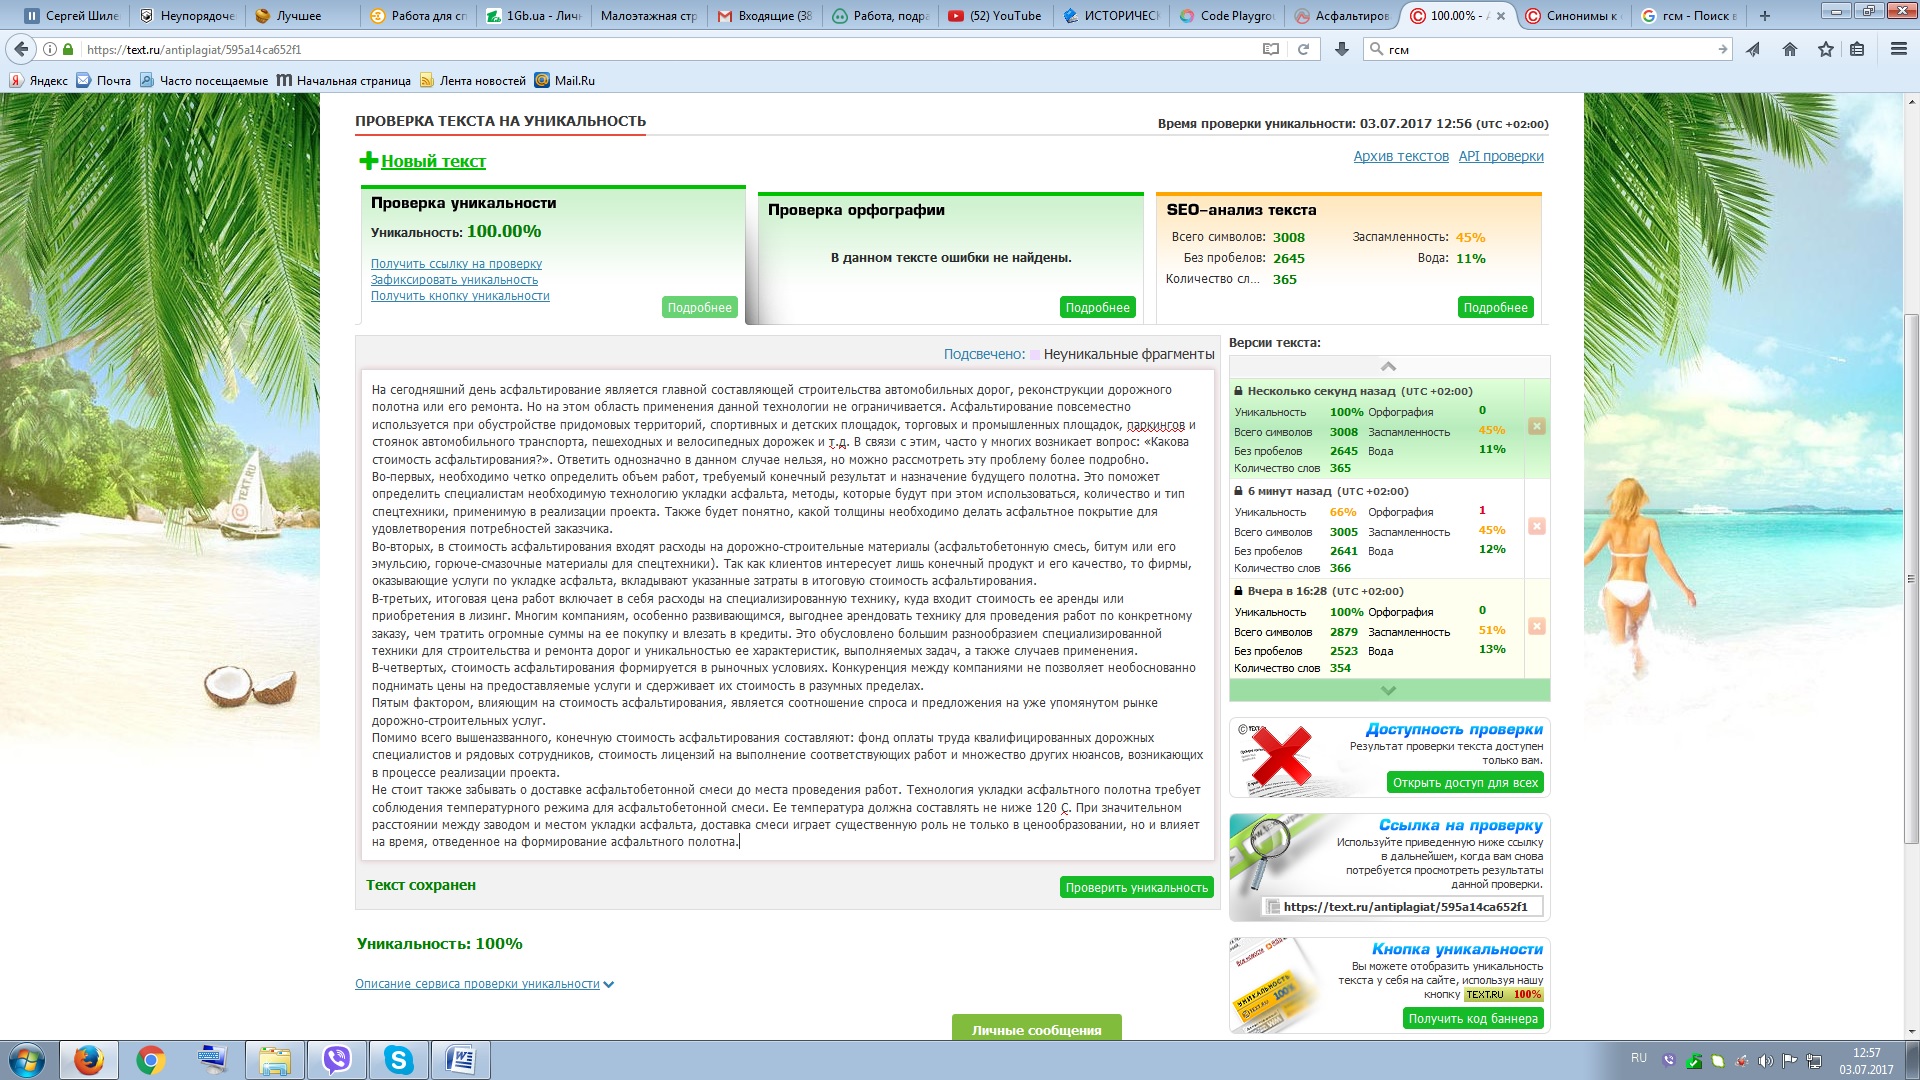 Сергей Шиле
Неупорядоче
Лучшее
Работа для сп
1Gb.ua - Личн
Малоэтажная стр
Входящие (38
Работа, подра
(52) YouTube
ИСТОРИЧЕСК
Code Playgrou
Асфальтиров
100.00% - A
Синонимы к с
гсм - Поиск в
https://text.ru/antiplagiat/595a14ca652f1
гсм
Яндекс
Почта
Часто посещаемые
Начальная страница
Лента новостей
Mail.Ru
ПРОВЕРКА ТЕКСТА НА УНИКАЛЬНОСТЬ
Время проверки уникальности: 03.07.2017 12:56 (UTC +02:00)
Новый текст
Архив текстов API проверки
Проверка уникальности
Уникальность: 100.00%
Получить ссылку на проверку
Зафиксировать уникальность
Получить кнопку уникальности
Подробнее
Проверка орфографии
В данном тексте ошибки не найдены.
Подробнее
SEO-анализ текста
Всего символов: 3008 Заспамленность: 45%
Без пробелов: 2645 Вода: 11%
Количество сл... 365
Подробнее
Подсвечено: Неуникальные фрагменты
На сегодняшний день асфальтирование является главной составляющей строительства автомобильных дорог, реконструкции дорожного
полотна или его ремонта. Но на этом область применения данной технологии не ограничивается. Асфальтирование повсеместно
используется при обустройстве придомовых территорий, спортивных и детских площадок, торговых и промышленных площадок, паркингов и
стоянок автомобильного транспорта, пешеходных и велосипедных дорожек и т.д. В связи с этим, часто у многих возникает вопрос: «Какова
стоимость асфальтирования?». Ответить однозначно в данном случае нельзя, но можно рассмотреть эту проблему более подробно.
Во-первых, необходимо четко определить объем работ, требуемый конечный результат и назначение будущего полотна. Это поможет
определить специалистам необходимую технологию укладки асфальта, методы, которые будут при этом использоваться, количество и тип
спецтехники, применимую в реализации проекта. Также будет понятно, какой толщины необходимо делать асфальтное покрытие для
удовлетворения потребностей заказчика.
Во-вторых, в стоимость асфальтирования входят расходы на дорожно-строительные материалы (асфальтобетонную смесь, битум или его
эмульсию, горюче-смазочные материалы для спецтехники). Так как клиентов интересует лишь конечный продукт и его качество, то фирмы,
оказывающие услуги по укладке асфальта, вкладывают указанные затраты в итоговую стоимость асфальтирования.
В-третьих, итоговая цена работ включает в себя расходы на специализированную технику, куда входит стоимость ее аренды или
приобретения в лизинг. Многим компаниям, особенно развивающимся, выгоднее арендовать технику для проведения работ по конкретному
заказу, чем тратить огромные суммы на ее покупку и влезать в кредиты. Это обусловлено большим разнообразием специализированной
техники для строительства и ремонта дорог и уникальностью ее характеристик, выполняемых задач, а также случаев применения.
В-четвертых, стоимость асфальтирования формируется в рыночных условиях. Конкуренция между компаниями не позволяет необоснованно
поднимать цены на предоставляемые услуги и сдерживает их стоимость в разумных пределах.
Пятым фактором, влияющим на стоимость асфальтирования, является соотношение спроса и предложения на уже упомянутом рынке
дорожно-строительных услуг.
Помимо всего вышеназванного, конечную стоимость асфальтирования составляют: фонд оплаты труда квалифицированных дорожных
специалистов и рядовых сотрудников, стоимость лицензий на выполнение соответствующих работ и множество других нюансов, возникающих
в процессе реализации проекта.
Не стоит также забывать о доставке асфальтобетонной смеси до места проведения работ. Технология укладки асфальтного полотна требует
соблюдения температурного режима для асфальтобетонной смеси. Ее температура должна составлять не ниже 120 С. При значительном
расстоянии между заводом и местом укладки асфальта, доставка смеси играет существенную роль не только в ценообразовании, но и влияет
на время, отведенное на формирование асфальтного полотна.
Текст сохранен
Проверить уникальность
Уникальность: 100%
Описание сервиса проверки уникальности
Личные сообщения
Версии текста:
Несколько секунд назад (UTC +02:00)
Уникальность 100% Орфография 0
Всего символов 3008 Заспамленность 45%
Без пробелов 2645 Вода 11%
Количество слов 365
6 минут назад (UTC +02:00)
Уникальность 66% Орфография 1
Всего символов 3005 Заспамленность 45%
Без пробелов 2641 Вода 12%
Количество слов 366
Вчера в 16:28 (UTC +02:00)
Уникальность 100% Орфография 0
Всего символов 2879 Заспамленность 51%
Без пробелов 2523 Вода 13%
Количество слов 354
Доступность проверки
Результат проверки текста доступен
только вам.
Открыть доступ для всех
Ссылка на проверку
Используйте приведенную ниже ссылку
в дальнейшем, когда вам снова
потребуется просмотреть результаты
данной проверки.
https://text.ru/antiplagiat/595a14ca652f1
Кнопка уникальности
Вы можете отобразить уникальность
текста у себя на сайте, используя нашу
кнопку TEXT.RU 100%
Получить код баннера
УНИКАЛЬНОСТЬ
100%
TEXT.RU
RU
12:57
03.07.2017